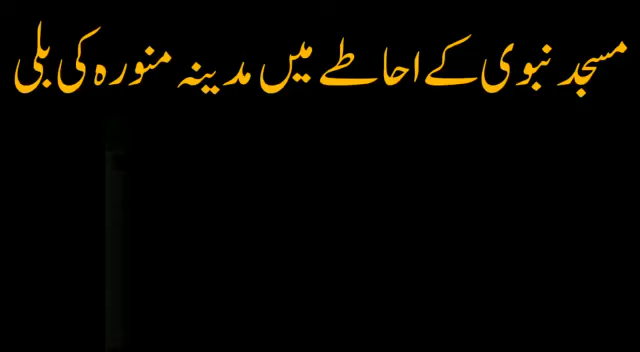 مسجد نبوی کے احاطے میں مدینہ منورہ کی بلی